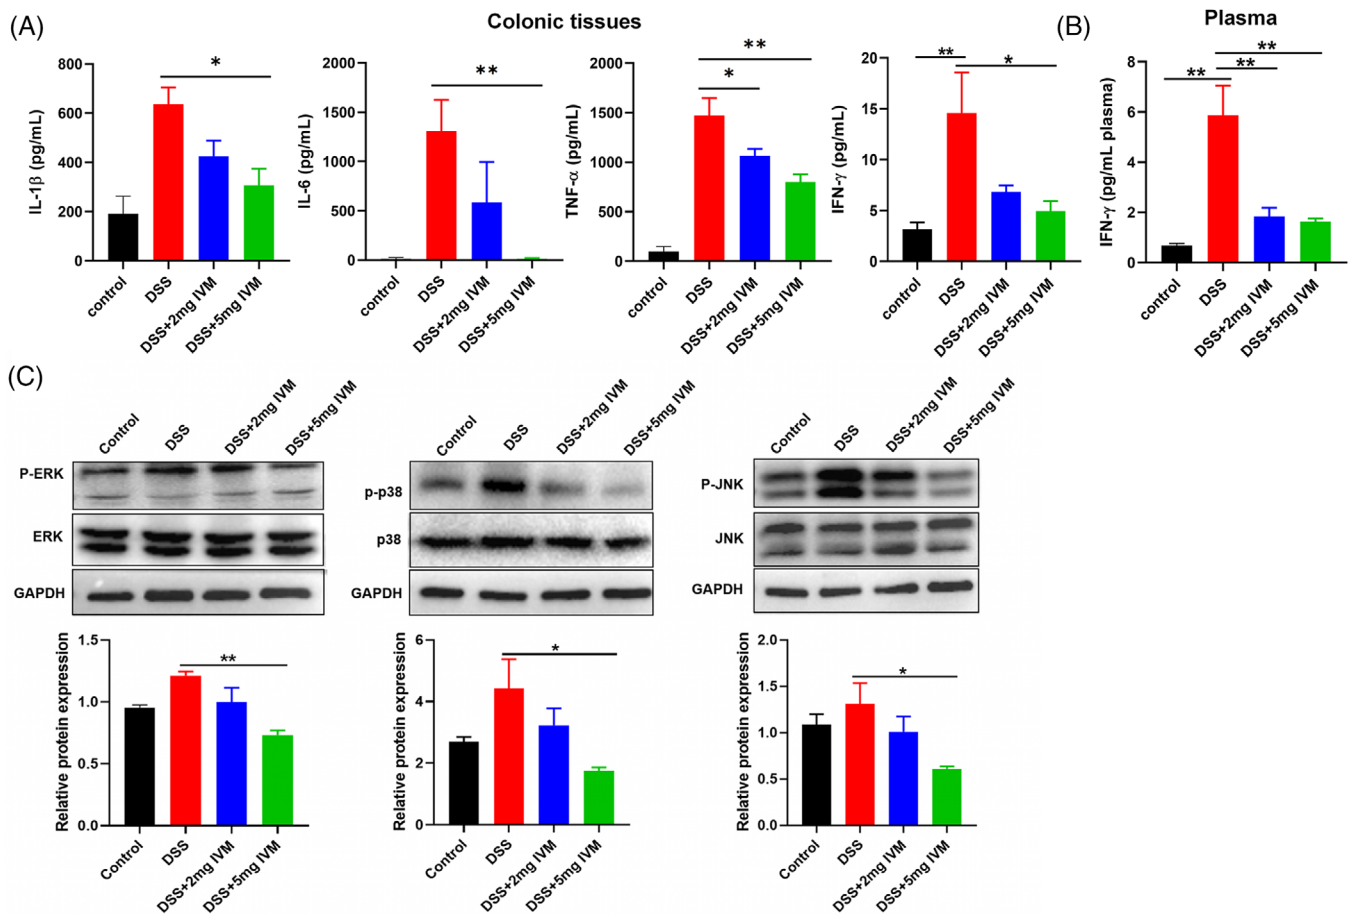 (A)
Colonic tissues
(B)
Plasma
IL-1β (pg/mL)
800
600
400
200
0
*
control
DSS
DSS+2mg IVM
DSS+5mg IVM
IL-6 (pg/mL)
2000
1500
1000
500
0
**
control
DSS
DSS+2mg IVM
DSS+5mg IVM
TNF-α (pg/mL)
2000
1500
1000
500
0
**
*
control
DSS
DSS+2mg IVM
DSS+5mg IVM
IFN-γ (pg/mL)
20
15
10
5
0
**
*
control
DSS
DSS+2mg IVM
DSS+5mg IVM
IFN-γ (pg/mL plasma)
8
6
4
2
0
**
**
**
control
DSS
DSS+2mg IVM
DSS+5mg IVM
(C)
Control
DSS
DSS+2mg IVM
DSS+5mg IVM
P-ERK
ERK
GAPDH
Control
DSS
DSS+2mg IVM
DSS+5mg IVM
p-p38
p38
GAPDH
Control
DSS
DSS+2mg IVM
DSS+5mg IVM
P-JNK
JNK
GAPDH
Relative protein expression
1.5
1.0
0.5
0.0
**
Control
DSS
DSS+2mg IVM
DSS+5mg IVM
Relative protein expression
6
4
2
0
*
Control
DSS
DSS+2mg IVM
DSS+5mg IVM
Relative protein expression
2.0
1.5
1.0
0.5
0.0
*
Control
DSS
DSS+2mg IVM
DSS+5mg IVM